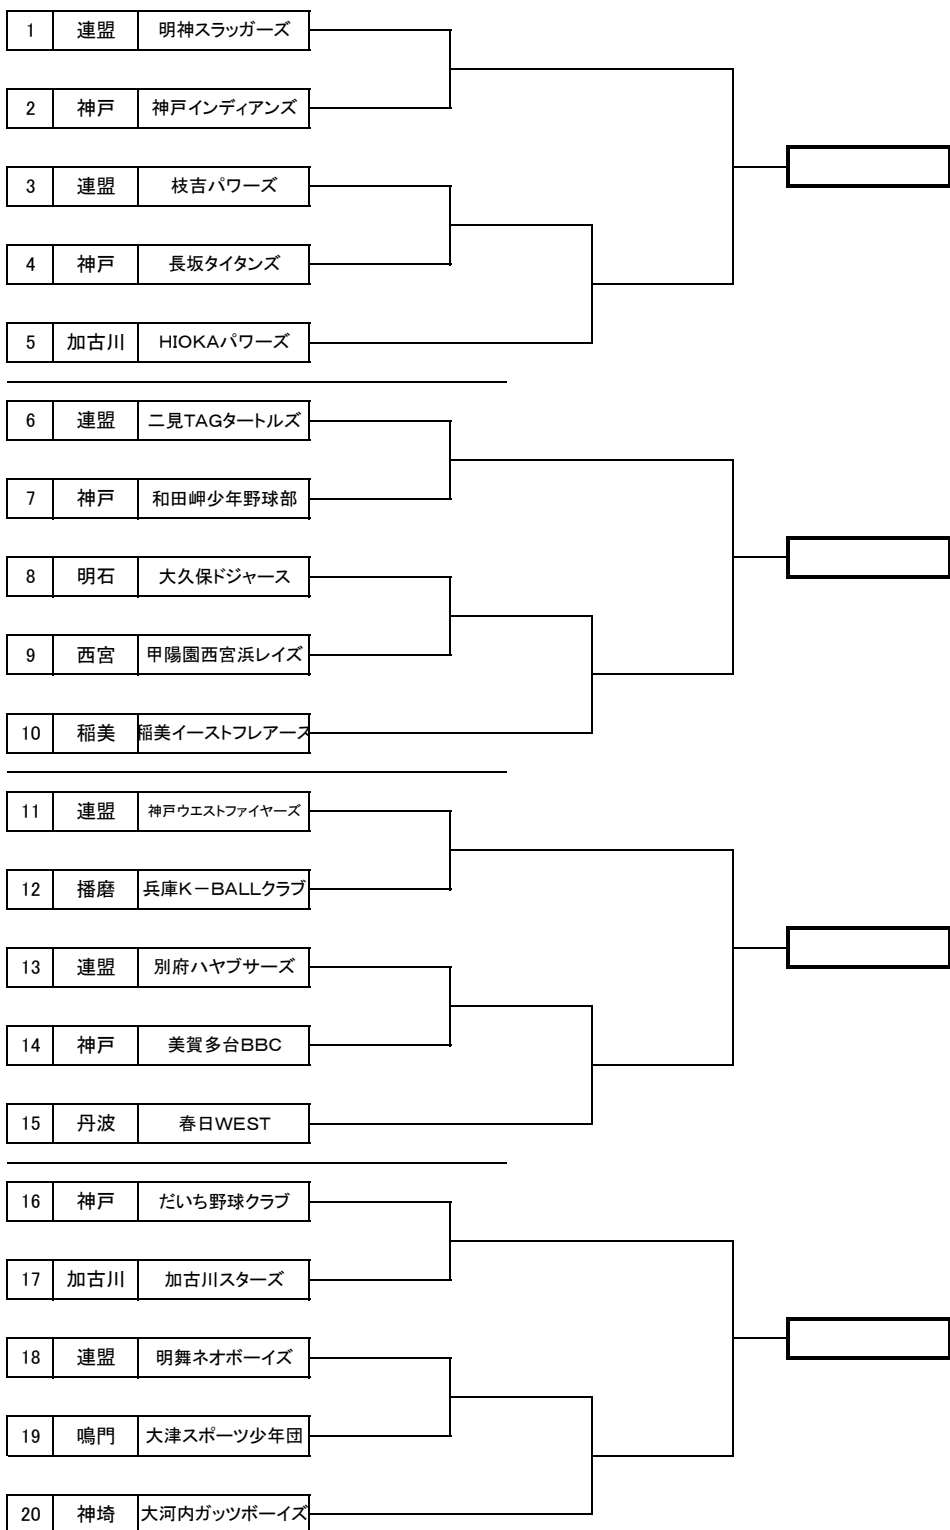 1 連盟 明神スラッガーズ
2 神戸 神戸インディアンズ
3 連盟 枝吉パワーズ
4 神戸 長坂タイタンズ
5 加古川 HIOKAパワーズ
6 連盟 二見TAGタートルズ
7 神戸 和田岬少年野球部
8 明石 大久保ドジャース
9 西宮 甲陽園西宮浜レイズ
10 稲美 稲美イーストフレアーズ
11 連盟 神戸ウエストファイヤーズ
12 播磨 兵庫K－BALLクラブ
13 連盟 別府ハヤブサーズ
14 神戸 美賀多台BBC
15 丹波 春日WEST
16 神戸 だいち野球クラブ
17 加古川 加古川スターズ
18 連盟 明舞ネオボーイズ
19 鳴門 大津スポーツ少年団
20 神埼 大河内ガッツボーイズ